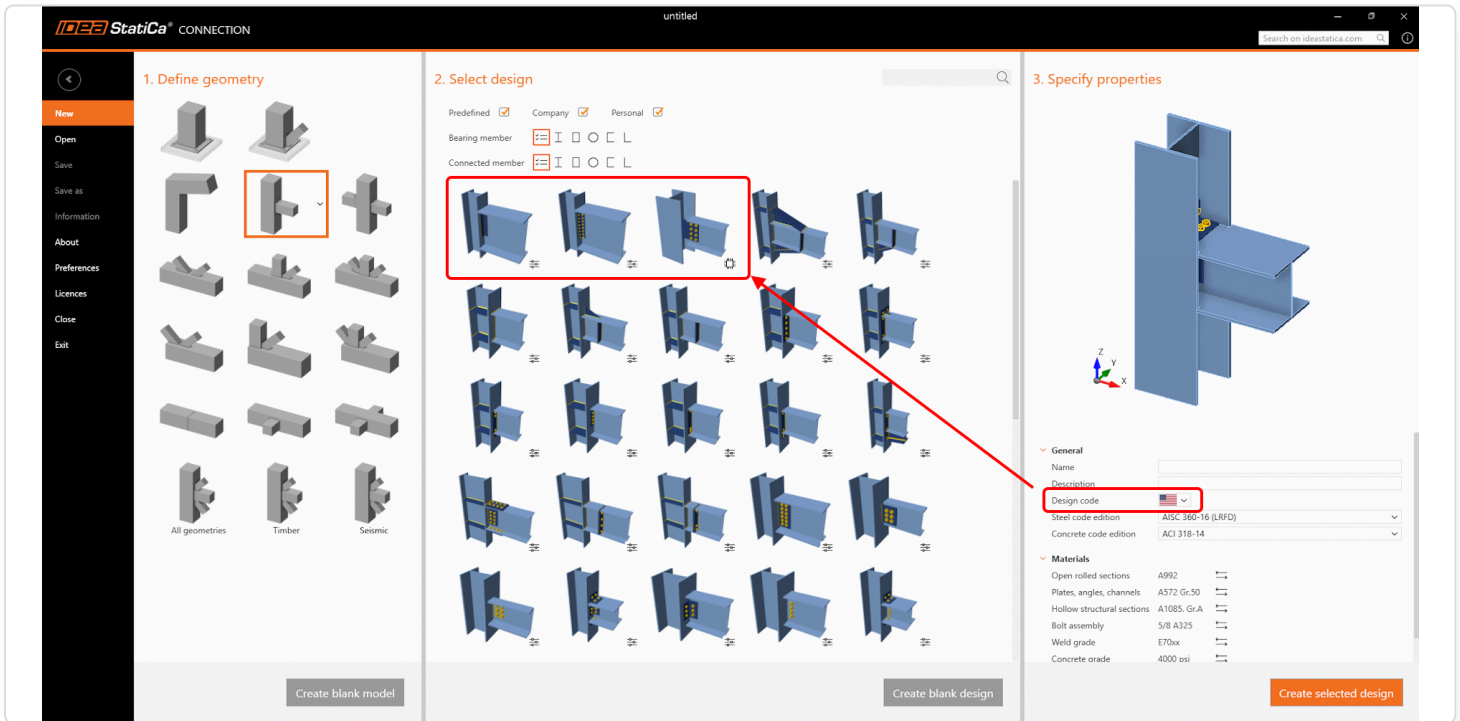 untitled
IDEA StatiCa® CONNECTION
Search on ideastatica.com
New
Open
Save
Save as
Information
About
Preferences
Licences
Close
Exit
1. Define geometry
All geometries Timber Seismic
Create blank model
2. Select design
Predefined Company Personal
Bearing member
Connected member
Create blank design
3. Specify properties
Z
Y
X
General
Name
Description
Design code
Steel code edition AISC 360-16 (LRFD)
Concrete code edition ACI 318-14
Materials
Open rolled sections A992
Plates, angles, channels A572 Gr.50
Hollow structural sections A1085. Gr.A
Bolt assembly 5/8 A325
Weld grade E70xx
Concrete grade 4000 psi
Create selected design